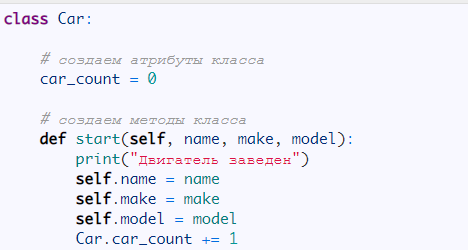 class Car:
# создаем атрибуты класса
car_count = 0
# создаем методы класса
def start(self, name, make, model):
print("Двигатель заведен")
self.name = name
self.make = make
self.model = model
Car.car_count += 1